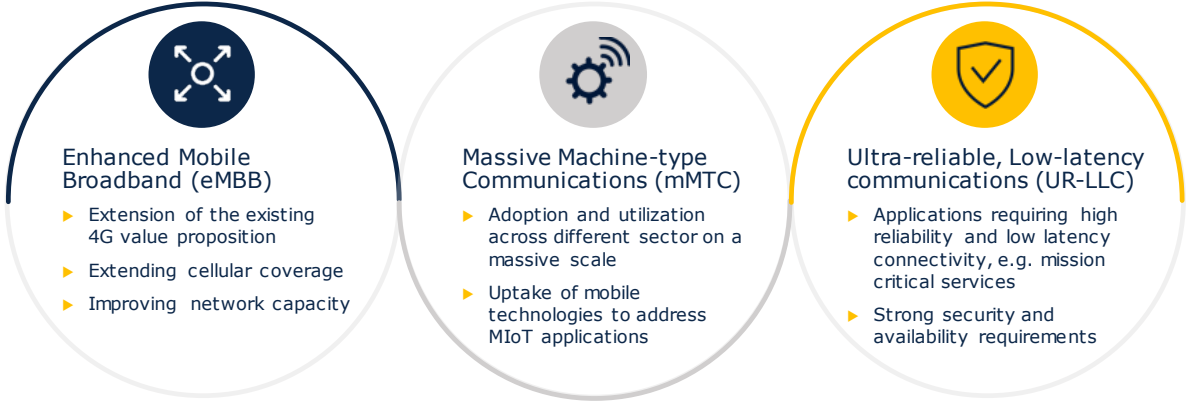 Enhanced Mobile
Broadband (eMBB)
Extension of the existing
4G value proposition
Extending cellular coverage
Improving network capacity
Massive Machine-type
Communications (mMTC)
Adoption and utilization
across different sector on a
massive scale
Uptake of mobile
technologies to address
MIoT applications
Ultra-reliable, Low-latency
communications (UR-LLC)
Applications requiring high
reliability and low latency
connectivity, e.g. mission
critical services
Strong security and
availability requirements